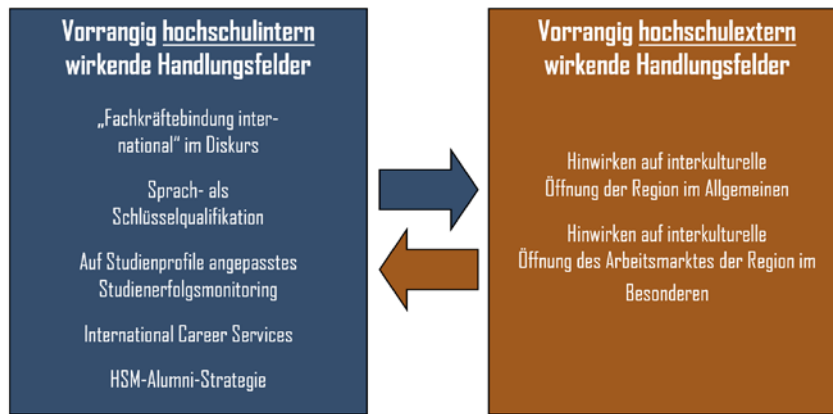 Vorrangig hochschulintern
wirkende Handlungsfelder
„Fachkräftebindung inter-
national“ im Diskurs
Sprach- als
Schlüsselqualifikation
Auf Studienprofile angepasstes
Studienerfolgsmonitoring
International Career Services
HSM-Alumni-Strategie
Vorrangig hochschulextern
wirkende Handlungsfelder
Hinwirken auf interkulturelle
Öffnung der Region im Allgemeinen
Hinwirken auf interkulturelle
Öffnung des Arbeitsmarktes der Region im
Besonderen